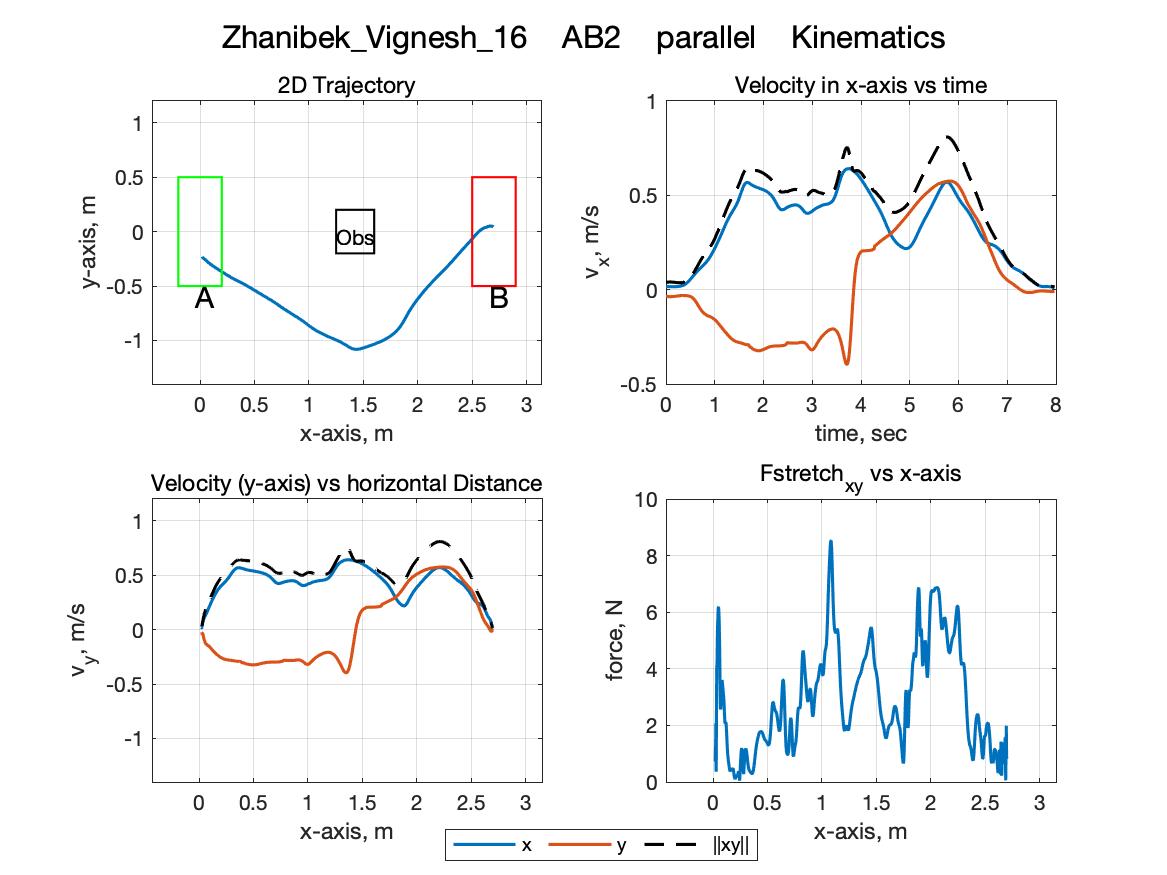 Zhanibek_Vignesh_16 AB2 parallel Kinematics
2D Trajectory
y-axis, m
1
0.5
0
-0.5
-1
Obs
A
B
0 0.5 1 1.5 2 2.5 3
x-axis, m
Velocity in x-axis vs time
v_x, m/s
1
0.5
0
-0.5
0 1 2 3 4 5 6 7 8
time, sec
Velocity (y-axis) vs horizontal Distance
v_y, m/s
1
0.5
0
-0.5
-1
0 0.5 1 1.5 2 2.5 3
x-axis, m
Fstretch_xy vs x-axis
force, N
10
8
6
4
2
0
0 0.5 1 1.5 2 2.5 3
x-axis, m
x y ||xy||